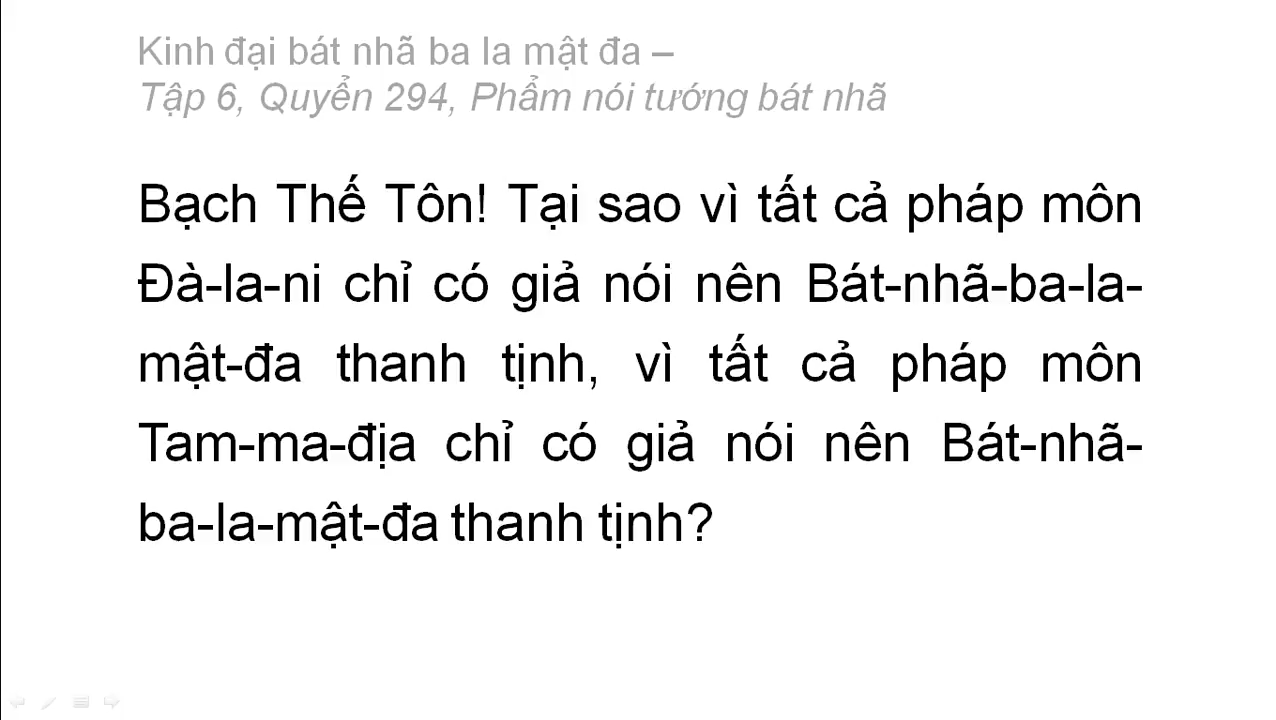 Kinh đại bát nhã ba la mật đa –
Tập 6, Quyển 294, Phẩm nói tướng bát nhã
Bạch Thế Tôn! Tại sao vì tất cả pháp môn
Đà-la-ni chỉ có giả nói nên Bát-nhã-ba-la-
mật-đa thanh tịnh, vì tất cả pháp môn
Tam-ma-địa chỉ có giả nói nên Bát-nhã-
ba-la-mật-đa thanh tịnh?